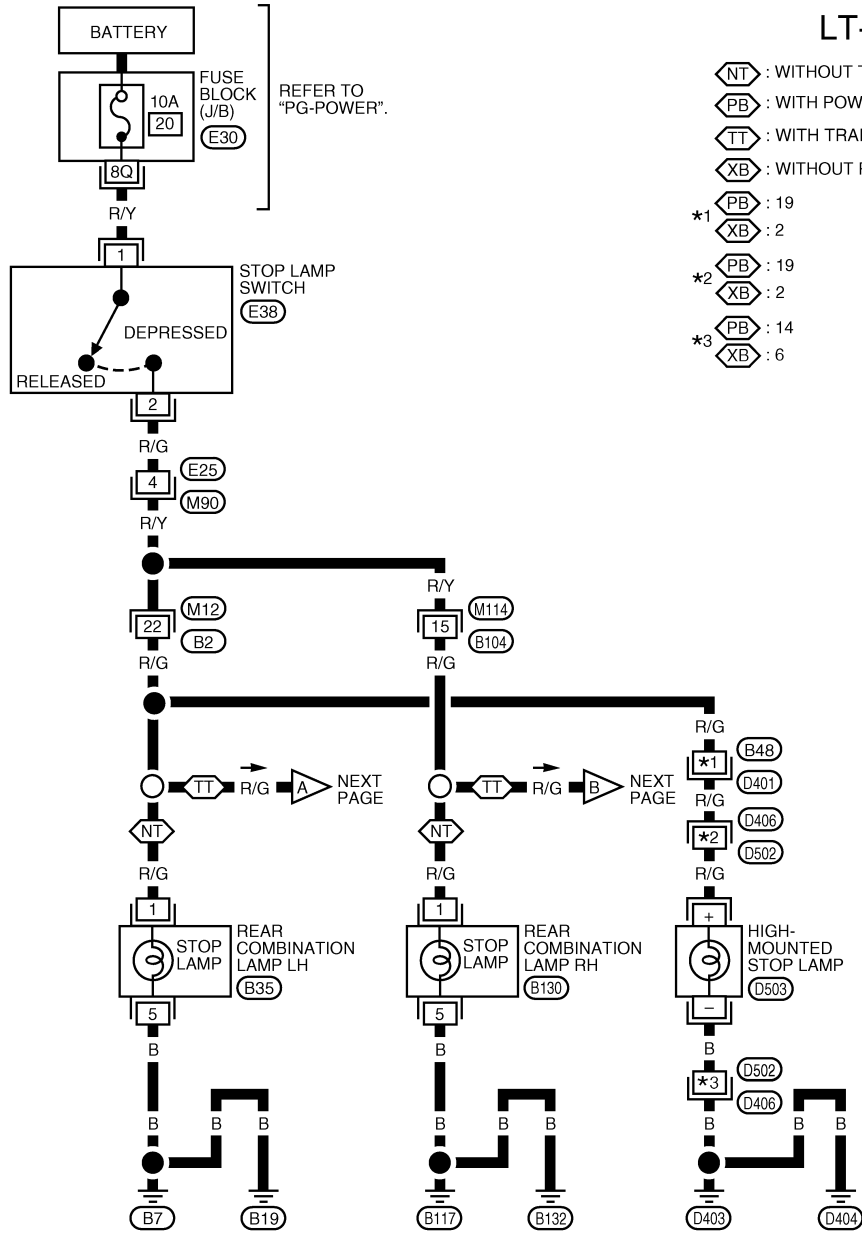 LT-
BATTERY
FUSE
BLOCK
(J/B)
E30
10A
20
8Q
REFER TO
"PG-POWER".
NT : WITHOUT T
PB : WITH POW
TT : WITH TRAI
XB : WITHOUT
*1 PB : 19
XB : 2
*2 PB : 19
XB : 2
*3 PB : 14
XB : 6
R/Y
1
STOP LAMP
SWITCH
E38
DEPRESSED
RELEASED
2
R/G
4 E25
M90
R/Y
R/Y
22 M12
B2
15 M114
B104
R/G R/G
R/G
*1 B48
D401
TT R/G A NEXT
PAGE
TT R/G B NEXT
PAGE
R/G
*2 D406
D502
NT NT
R/G R/G R/G
1 1 +
STOP
LAMP
REAR
COMBINATION
LAMP LH
B35
STOP
LAMP
REAR
COMBINATION
LAMP RH
B130
HIGH-
MOUNTED
STOP LAMP
D503
5 5 −
B B B
*3 D502
D406
B B B B B B B B B
B7 B19 B117 B132 D403 D404